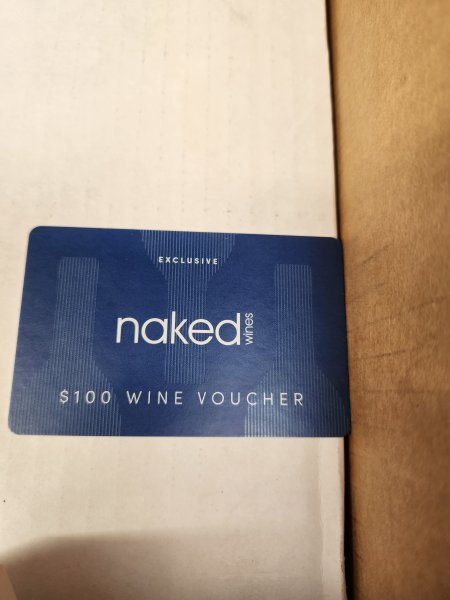 EXCLUSIVE
naked wines
$100 WINE VOUCHER